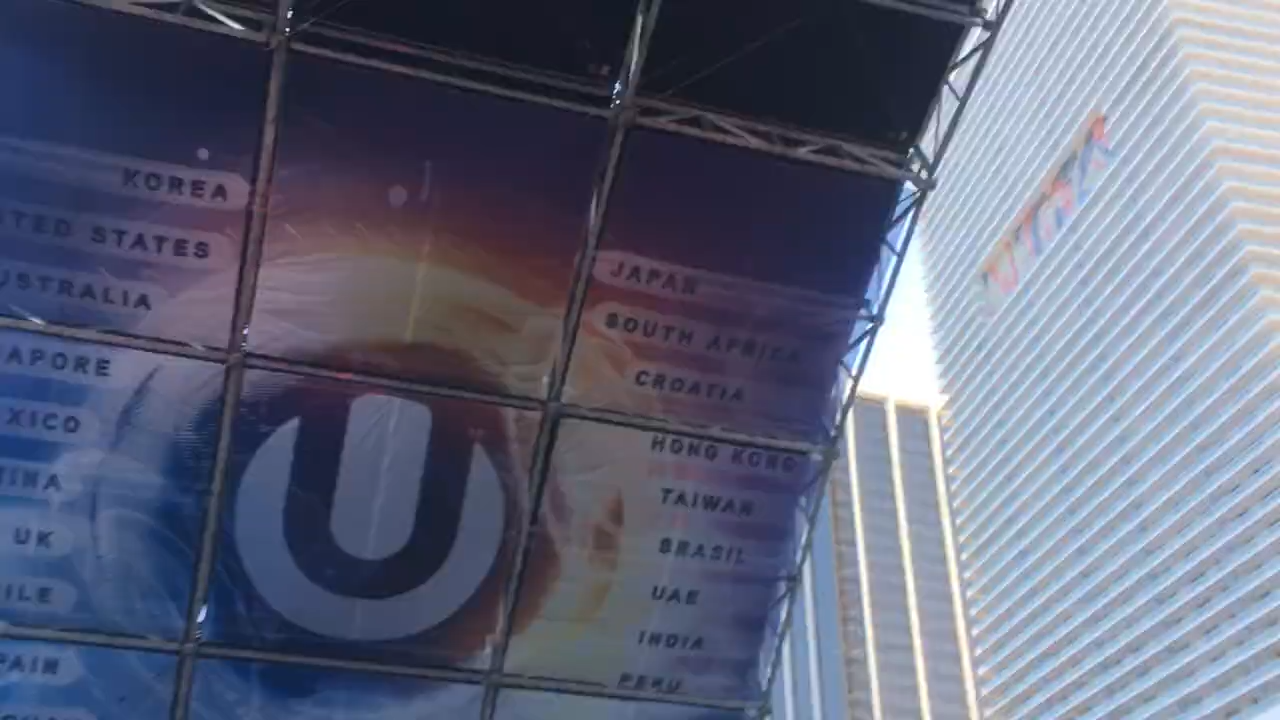 KOREA
TED STATES
USTRALIA
APORE
XICO
TINA
UK
ILE
PAIN
U
JAPAN
SOUTH AFRICA
CROATIA
HONG KONG
TAIWAN
BRASIL
UAE
INDIA
PERU